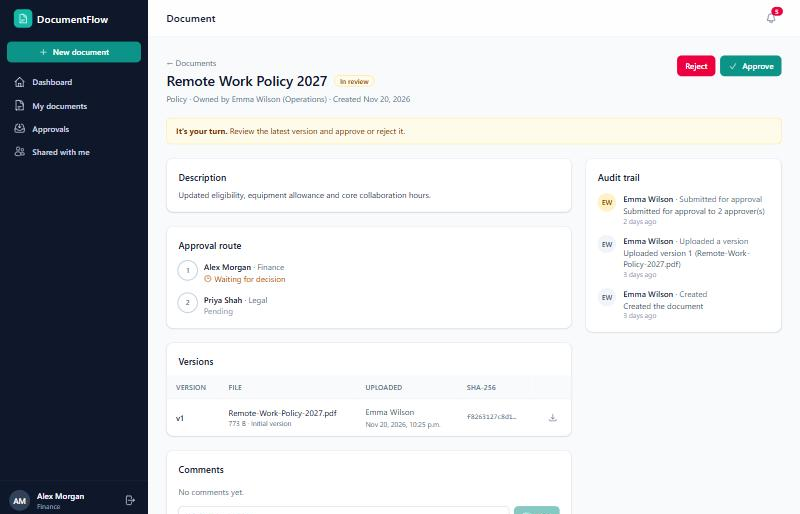 DocumentFlow
Document
5
+ New document
Dashboard
My documents
Approvals
Shared with me
← Documents
Remote Work Policy 2027
In review
Reject
Approve
Policy · Owned by Emma Wilson (Operations) · Created Nov 20, 2026
It's your turn. Review the latest version and approve or reject it.
Description
Updated eligibility, equipment allowance and core collaboration hours.
Approval route
1
Alex Morgan · Finance
Waiting for decision
2
Priya Shah · Legal
Pending
Audit trail
EW
Emma Wilson · Submitted for approval
Submitted for approval to 2 approver(s)
2 days ago
EW
Emma Wilson · Uploaded a version
Uploaded version 1 (Remote-Work-
Policy-2027.pdf)
3 days ago
EW
Emma Wilson · Created
Created the document
3 days ago
Versions
VERSION FILE UPLOADED SHA-256
v1
Remote-Work-Policy-2027.pdf
773 B · Initial version
Emma Wilson
Nov 20, 2026, 10:25 p.m.
f8263127c8d1…
Comments
No comments yet.
AM
Alex Morgan
Finance